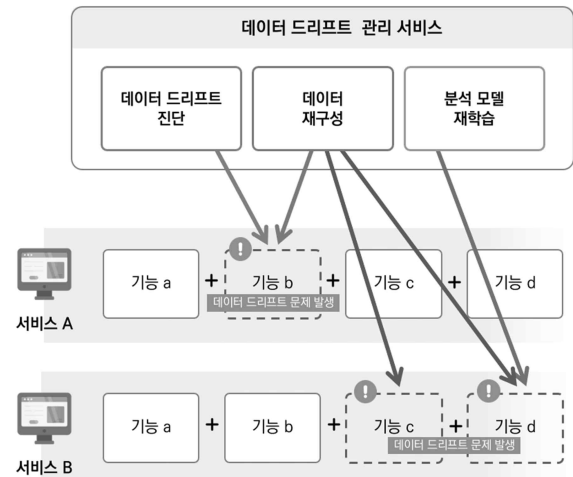 데이터 드리프트 관리 서비스
데이터 드리프트
진단
데이터
재구성
분석 모델
재학습
서비스 A
기능 a
+
기능 b
+
기능 c
+
기능 d
데이터 드리프트 문제 발생
서비스 B
기능 a
+
기능 b
+
기능 c
+
기능 d
데이터 드리프트 문제 발생